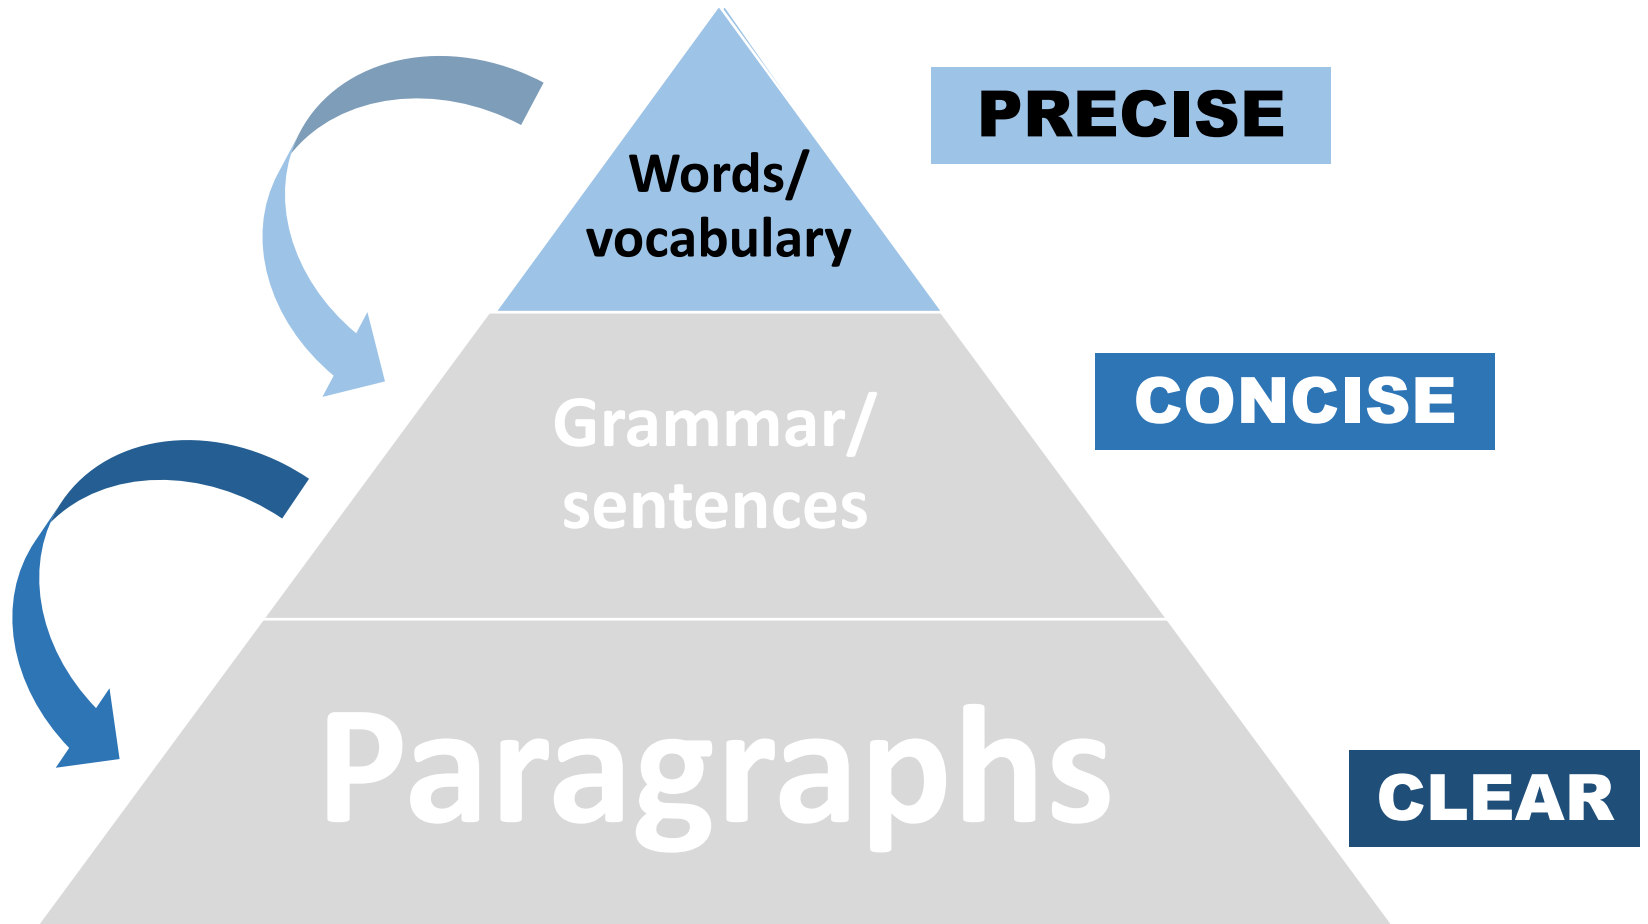 PRECISE
Words/
vocabulary
CONCISE
Grammar/
sentences
Paragraphs
CLEAR